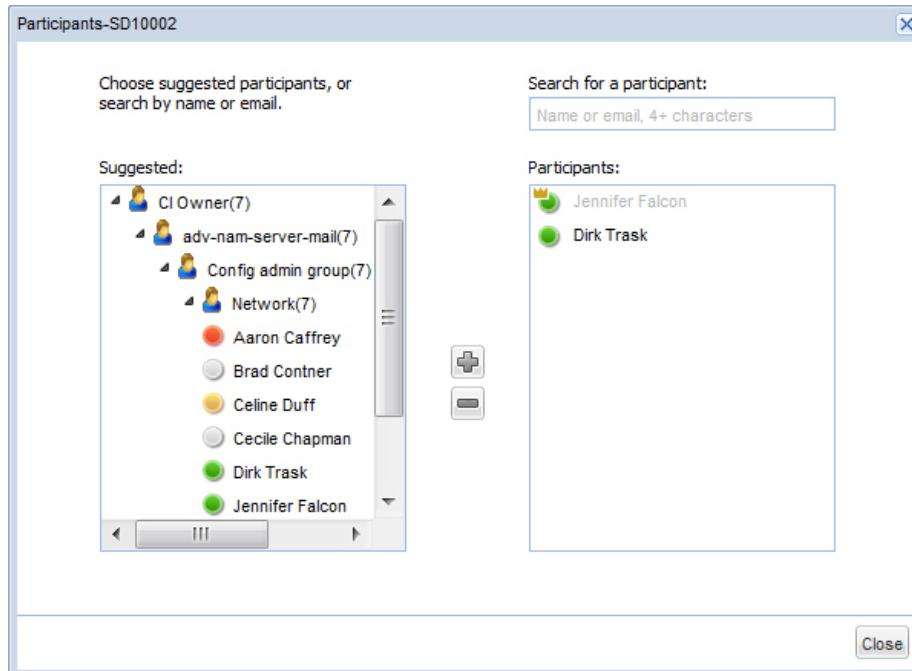 Participants-SD10002
Choose suggested participants, or
search by name or email.
Search for a participant:
Name or email, 4+ characters
Suggested:
CI Owner(7)
adv-nam-server-mail(7)
Config admin group(7)
Network(7)
Aaron Caffrey
Brad Contner
Celine Duff
Cecile Chapman
Dirk Trask
Jennifer Falcon
Participants:
Jennifer Falcon
Dirk Trask
Close